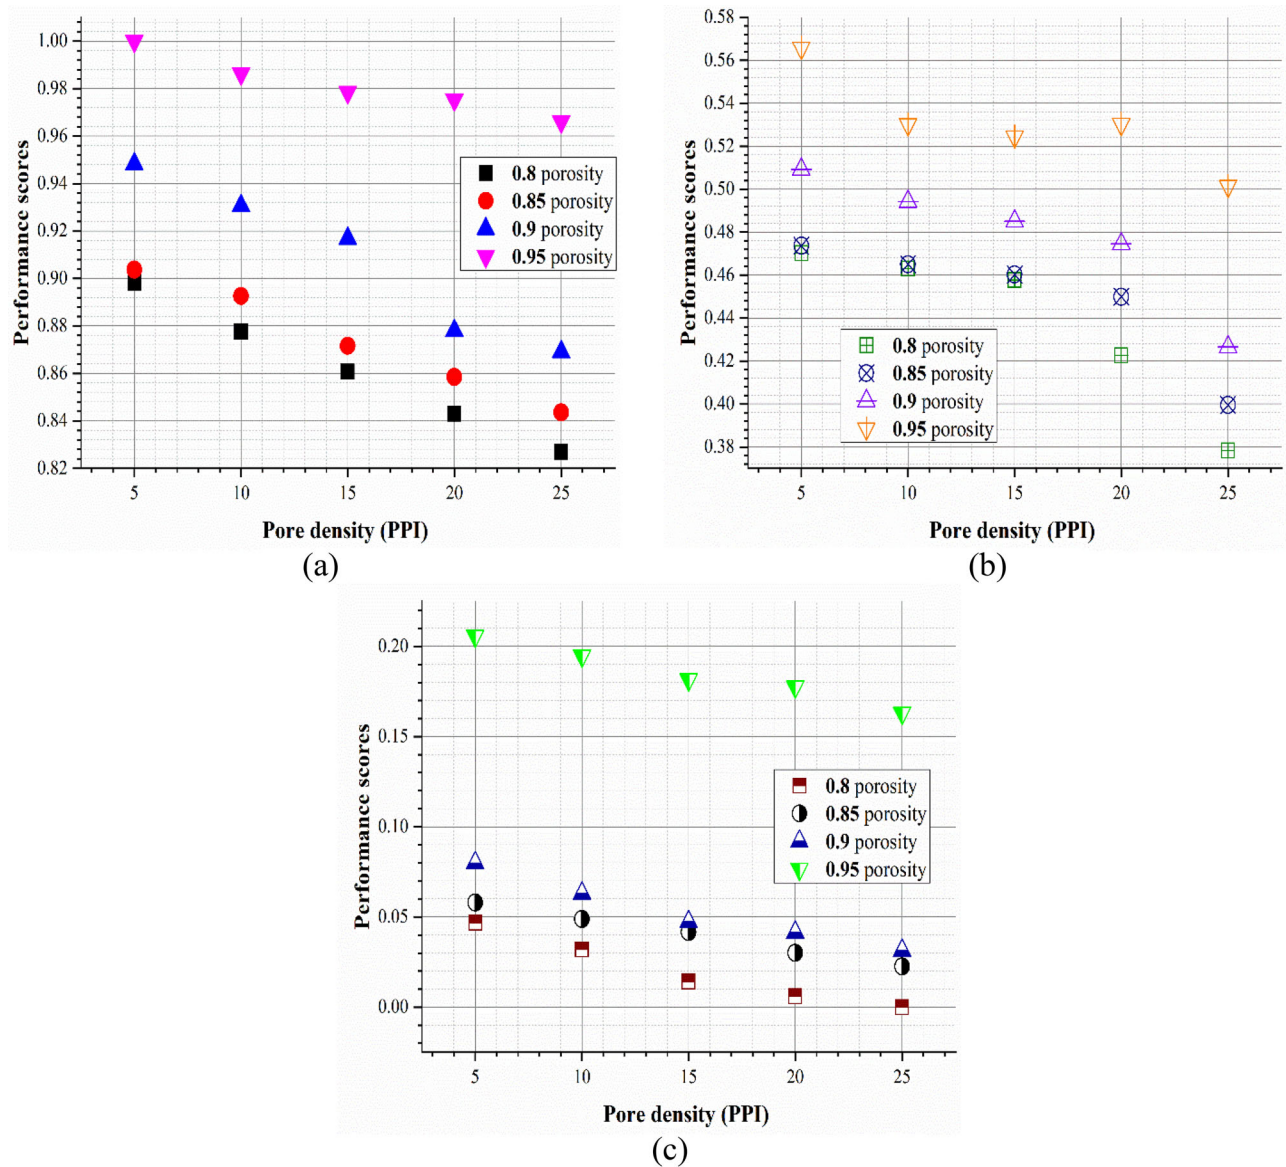 Performance scores
1.00
0.98
0.96
0.94
0.92
0.90
0.88
0.86
0.84
0.82
5 10 15 20 25
Pore density (PPI)
0.8 porosity
0.85 porosity
0.9 porosity
0.95 porosity
(a)
Performance scores
0.58
0.56
0.54
0.52
0.50
0.48
0.46
0.44
0.42
0.40
0.38
5 10 15 20 25
Pore density (PPI)
0.8 porosity
0.85 porosity
0.9 porosity
0.95 porosity
(b)
Performance scores
0.20
0.15
0.10
0.05
0.00
5 10 15 20 25
Pore density (PPI)
0.8 porosity
0.85 porosity
0.9 porosity
0.95 porosity
(c)